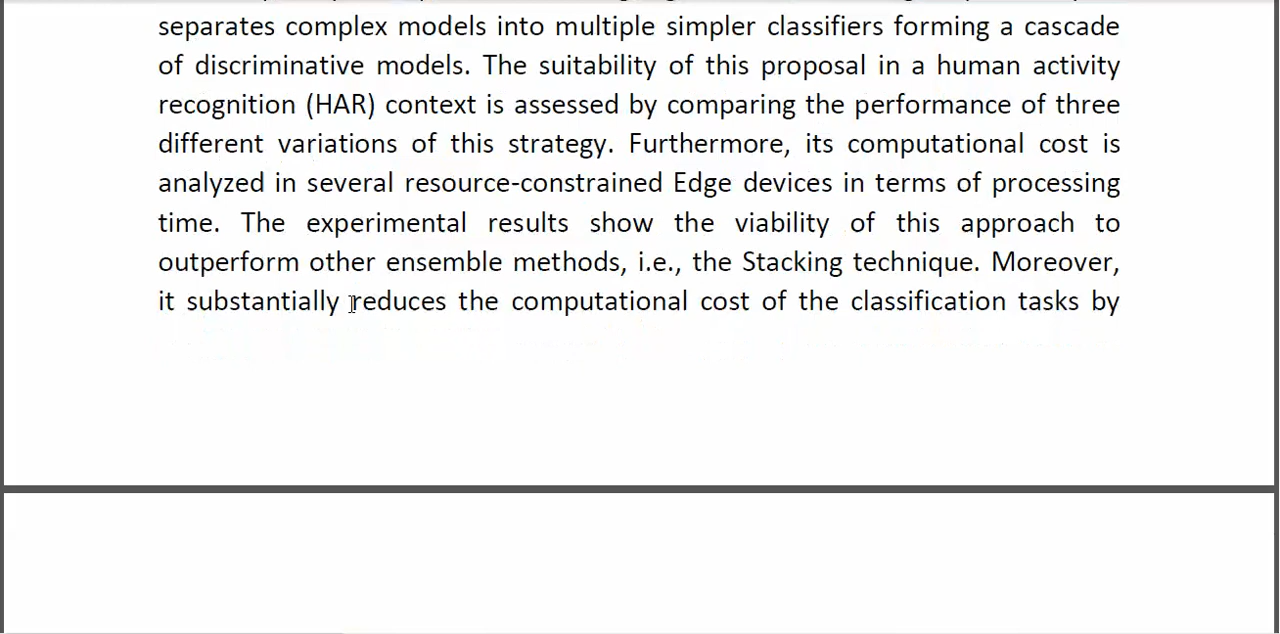 separates complex models into multiple simpler classifiers forming a cascade
of discriminative models. The suitability of this proposal in a human activity
recognition (HAR) context is assessed by comparing the performance of three
different variations of this strategy. Furthermore, its computational cost is
analyzed in several resource-constrained Edge devices in terms of processing
time. The experimental results show the viability of this approach to
outperform other ensemble methods, i.e., the Stacking technique. Moreover,
it substantially reduces the computational cost of the classification tasks by